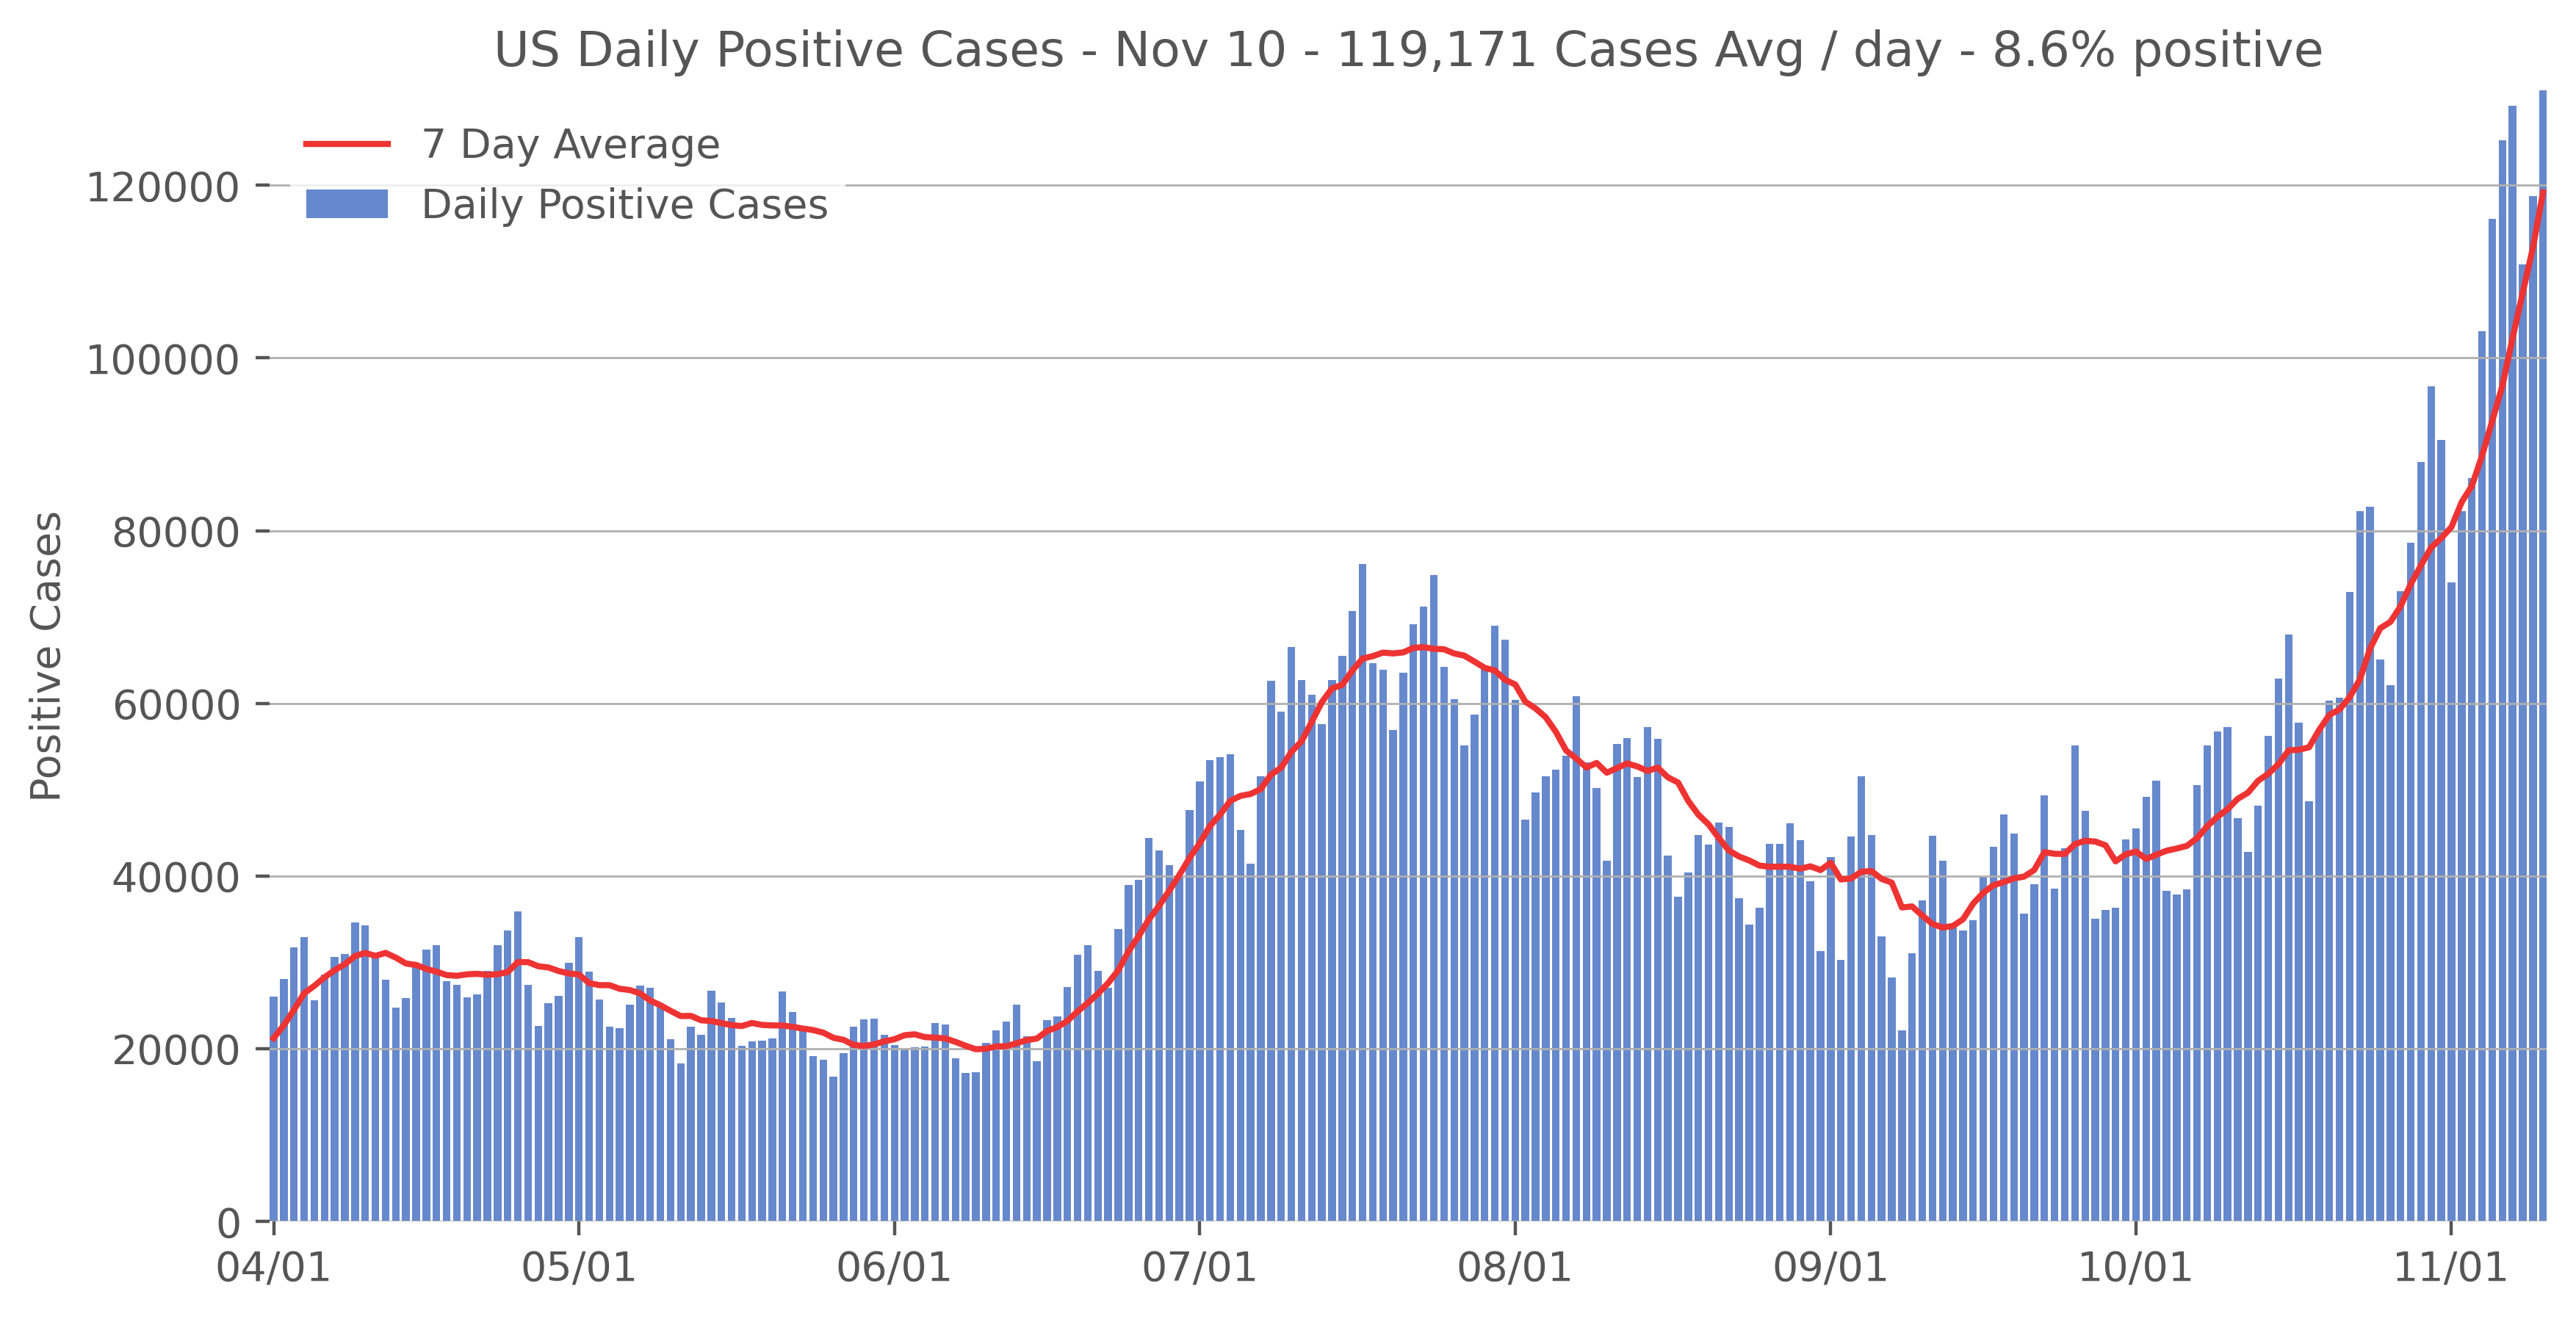 US Daily Positive Cases - Nov 10 - 119,171 Cases Avg / day - 8.6% positive
7 Day Average
Daily Positive Cases
120000
100000
80000
60000
40000
20000
0
Positive Cases
04/01 05/01 06/01 07/01 08/01 09/01 10/01 11/01